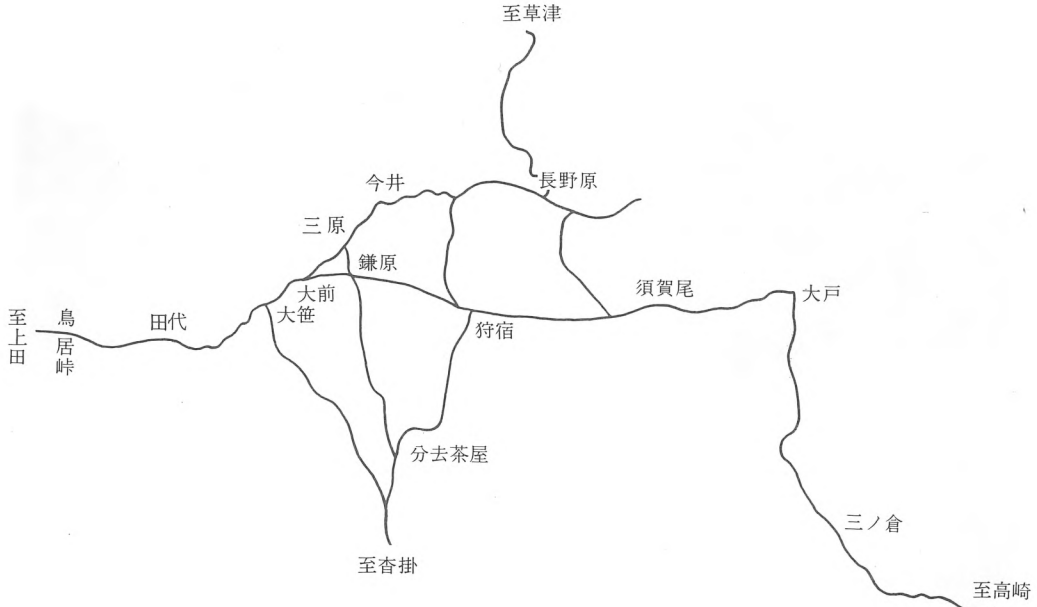 至草津
長野原
今井
三原
鎌原
大前
大笹
須賀尾
大戸
狩宿
田代
鳥居峠
至上田
分去茶屋
三ノ倉
至沓掛
至高崎